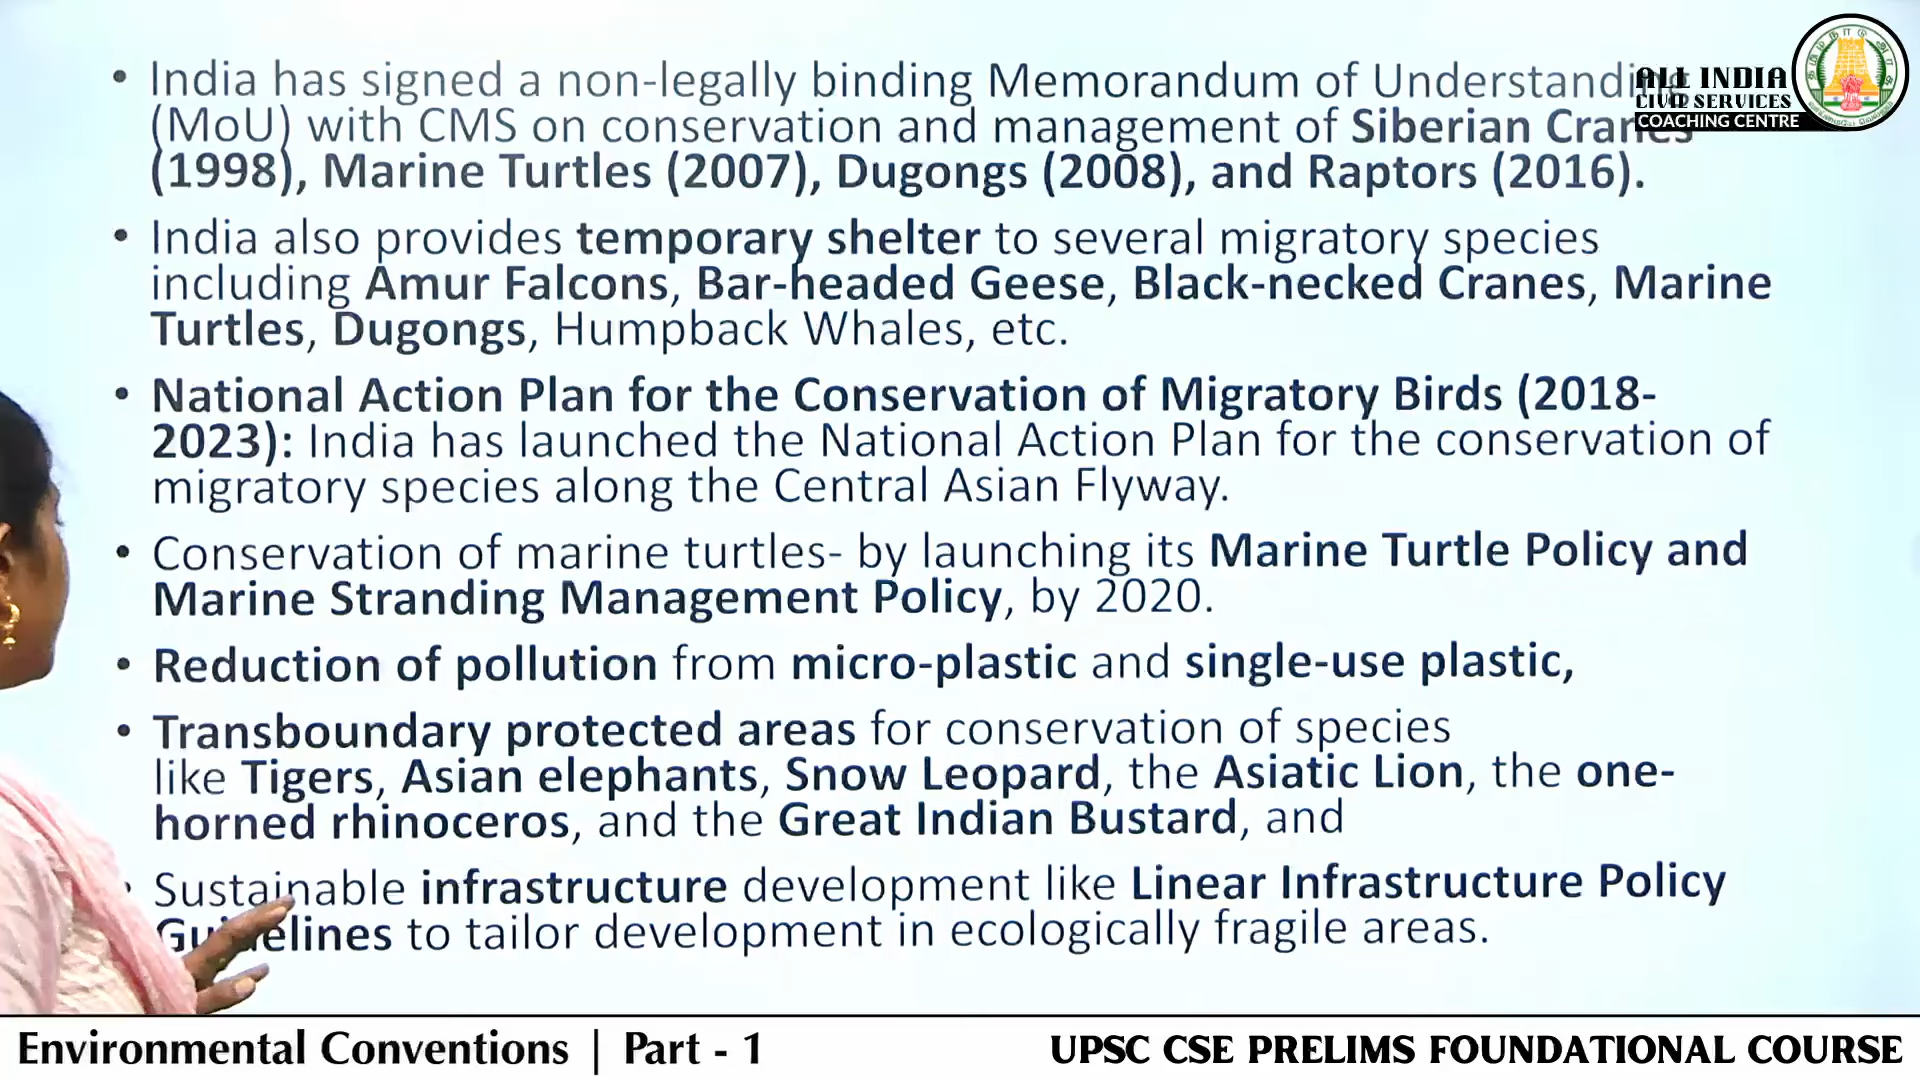 • India has signed a non-legally binding Memorandum of Understanding
(MoU) with CMS on conservation and management of Siberian Cranes
(1998), Marine Turtles (2007), Dugongs (2008), and Raptors (2016).
• India also provides temporary shelter to several migratory species
including Amur Falcons, Bar-headed Geese, Black-necked Cranes, Marine
Turtles, Dugongs, Humpback Whales, etc.
• National Action Plan for the Conservation of Migratory Birds (2018-
2023): India has launched the National Action Plan for the conservation of
migratory species along the Central Asian Flyway.
• Conservation of marine turtles- by launching its Marine Turtle Policy and
Marine Stranding Management Policy, by 2020.
• Reduction of pollution from micro-plastic and single-use plastic,
• Transboundary protected areas for conservation of species
like Tigers, Asian elephants, Snow Leopard, the Asiatic Lion, the one-
horned rhinoceros, and the Great Indian Bustard, and
• Sustainable infrastructure development like Linear Infrastructure Policy
Guidelines to tailor development in ecologically fragile areas.
ALL INDIA
CIVIL SERVICES
COACHING CENTRE
Environmental Conventions | Part - 1
UPSC CSE PRELIMS FOUNDATIONAL COURSE